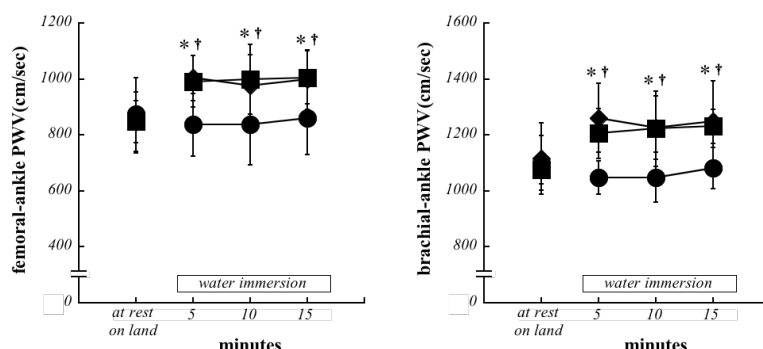 femoral-ankle PWV(cm/sec)
1200
1000
800
600
400
0
* †
* †
* †
water immersion
at rest
on land
5
10
15
minutes
brachial-ankle PWV(cm/sec)
1600
1400
1200
1000
800
0
* †
* †
* †
water immersion
at rest
on land
5
10
15
minutes